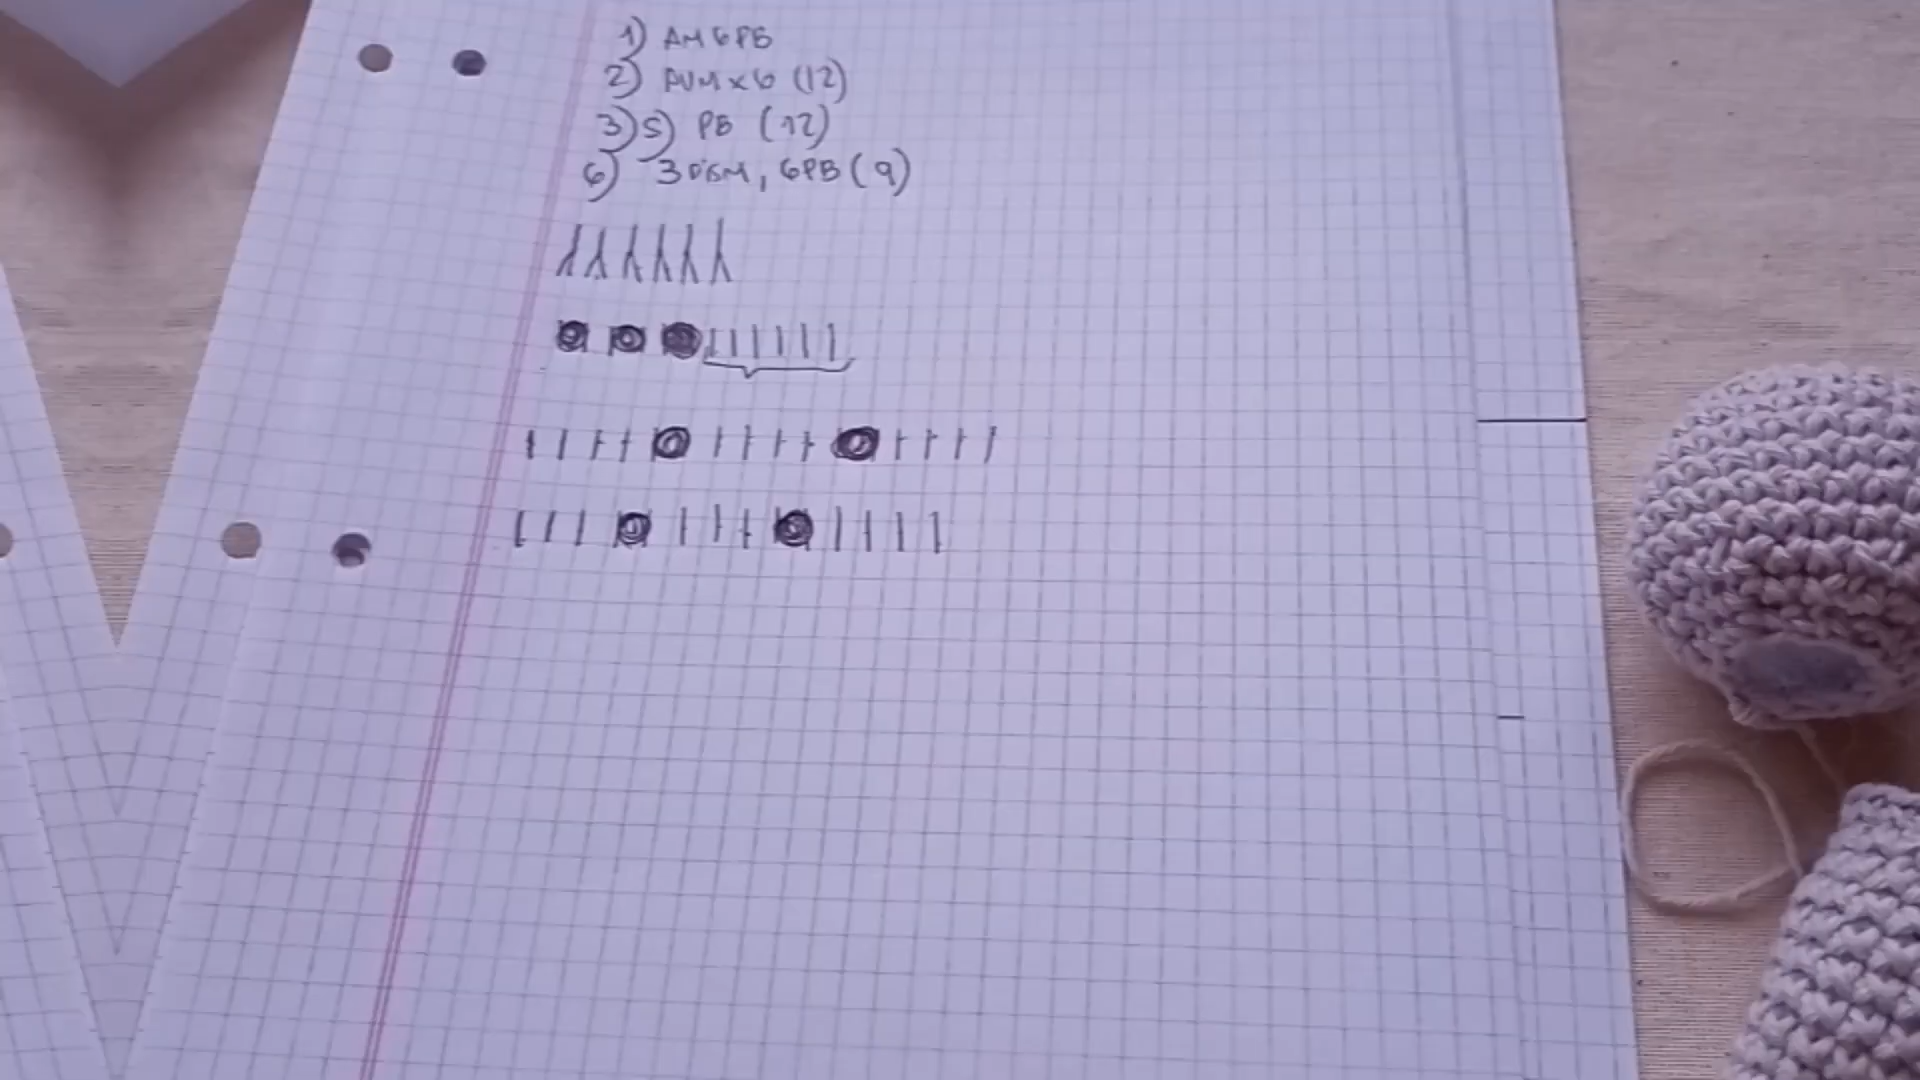 1) AM 6PB
2) AUM x 6 (12)
3) 5) PB (12)
6) 3 DISM, 6PB (9)